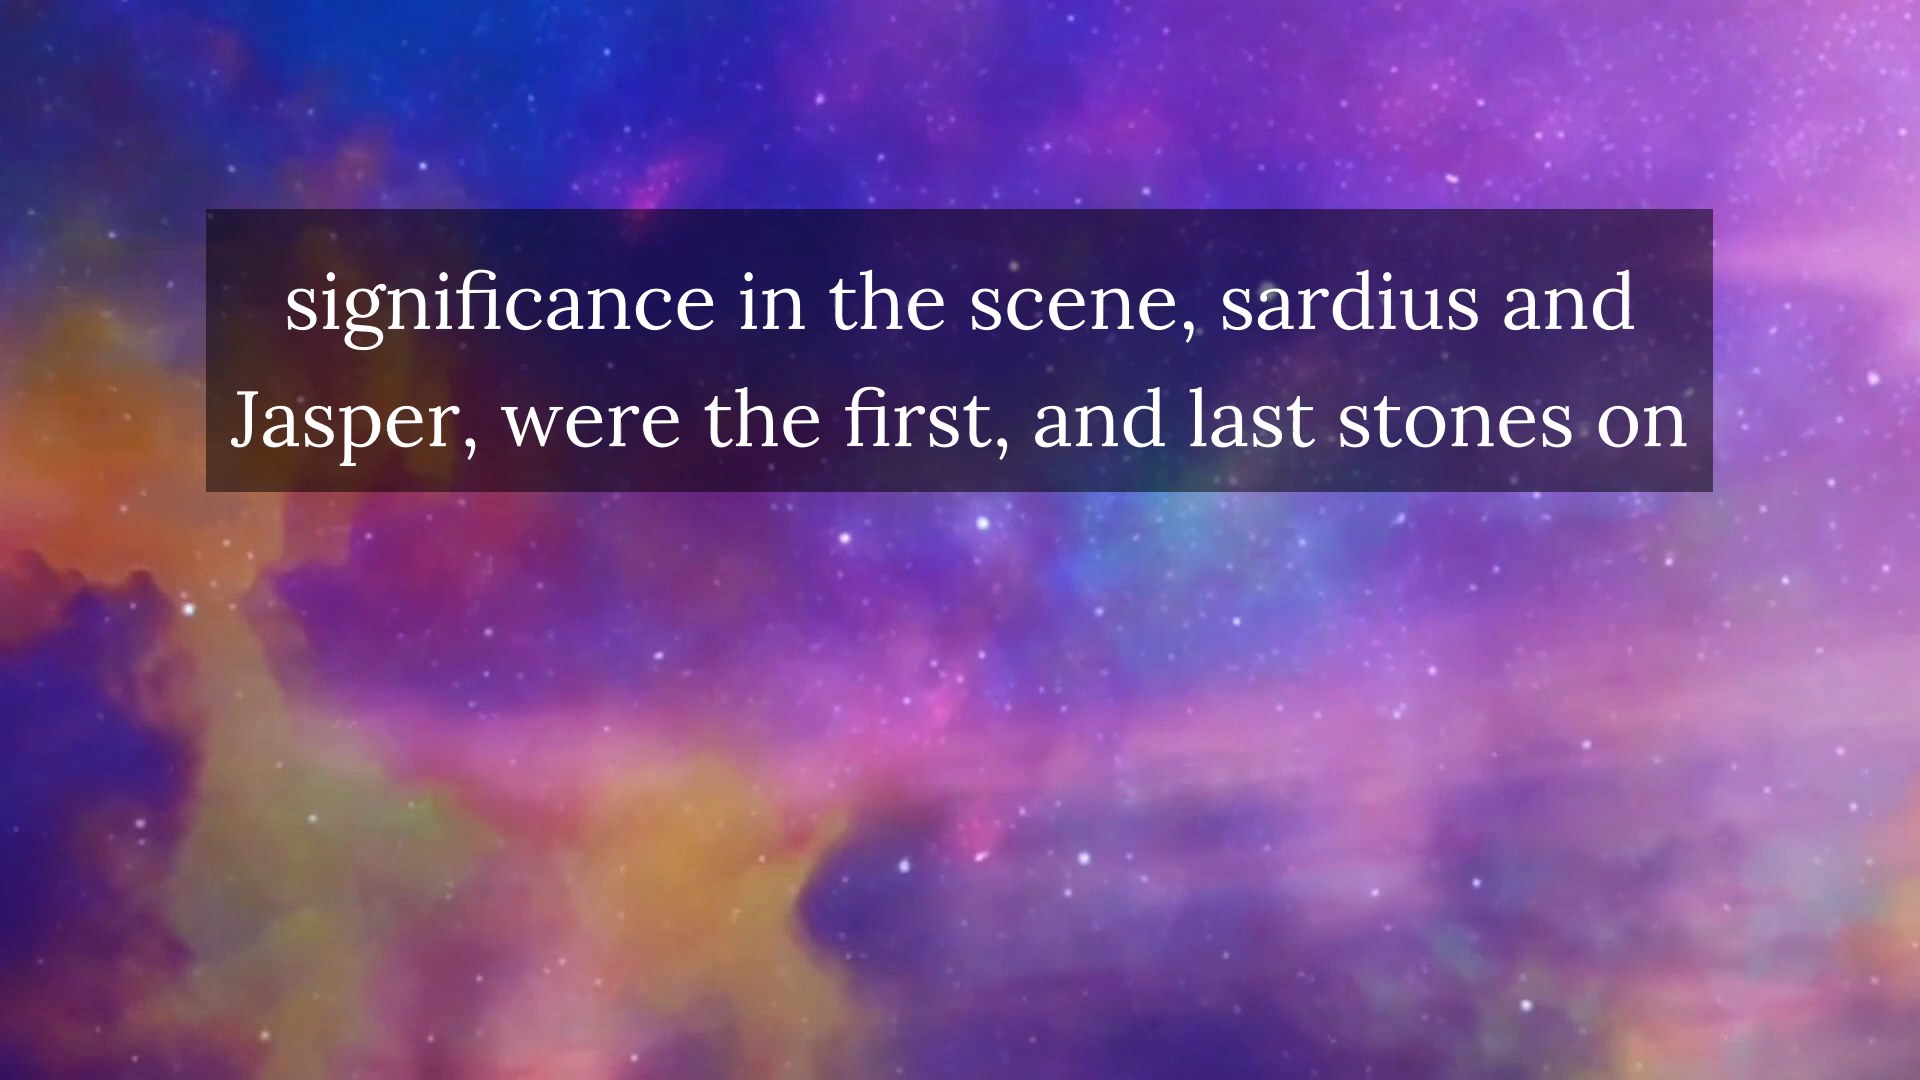 significance in the scene, sardius and
Jasper, were the first, and last stones on